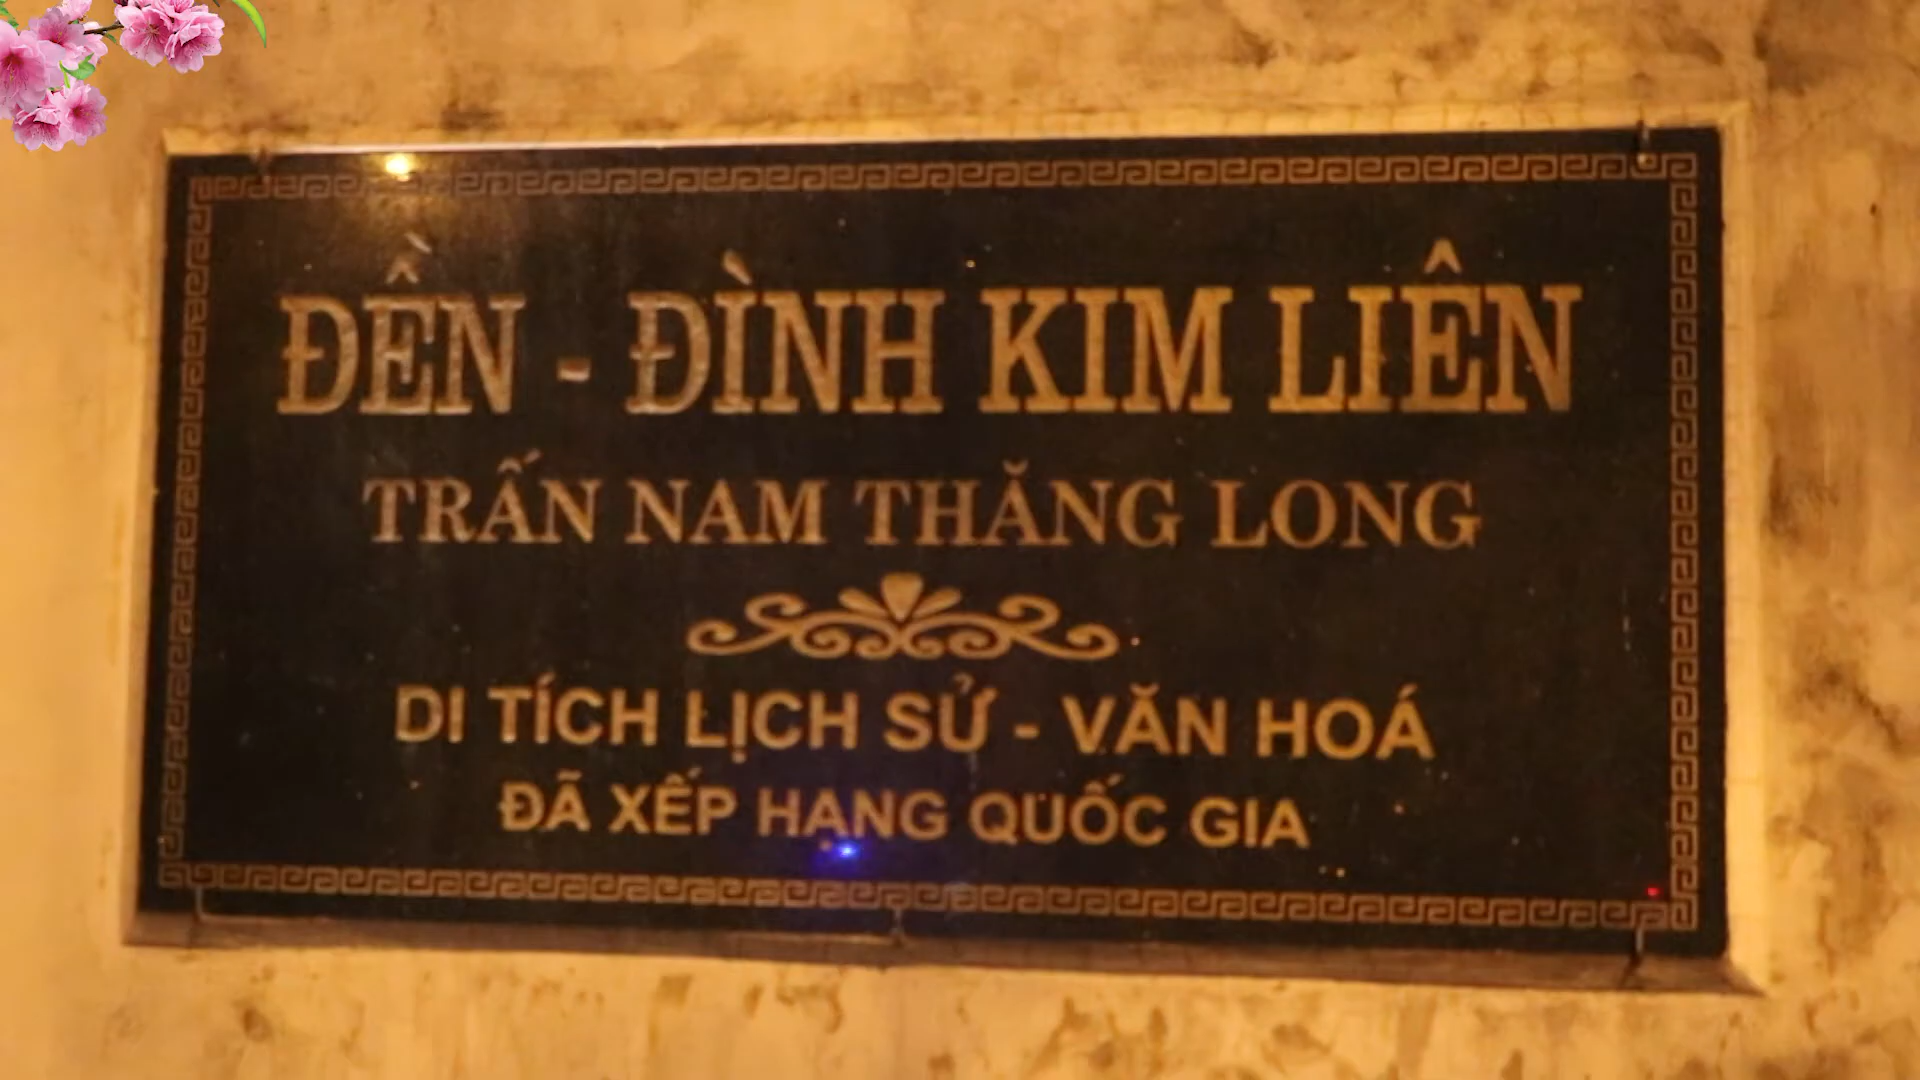 ĐỀN - ĐÌNH KIM LIÊN
TRẤN NAM THĂNG LONG
DI TÍCH LỊCH SỬ - VĂN HOÁ
ĐÃ XẾP HẠNG QUỐC GIA